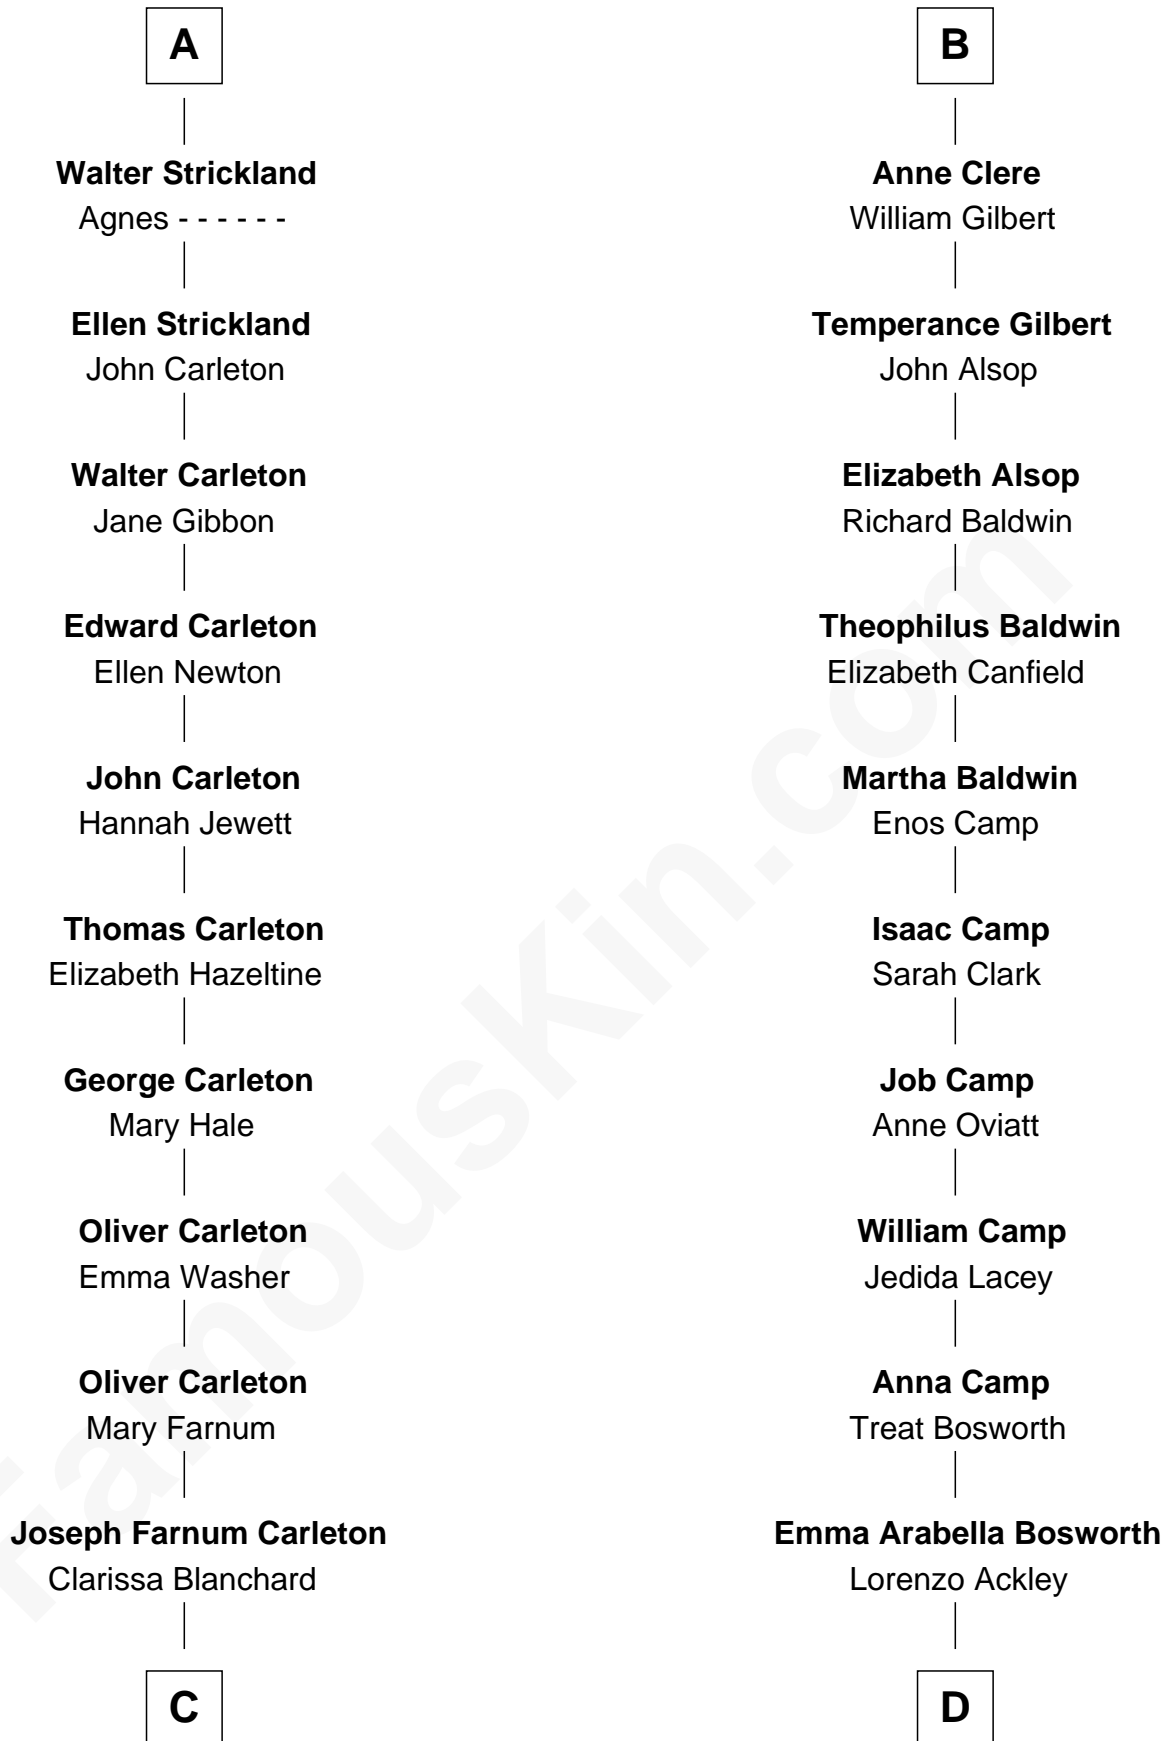 A
Walter Strickland
Agnes - - - - - -
Ellen Strickland
John Carleton
Walter Carleton
Jane Gibbon
Edward Carleton
Ellen Newton
John Carleton
Hannah Jewett
Thomas Carleton
Elizabeth Hazeltine
George Carleton
Mary Hale
Oliver Carleton
Emma Washer
Oliver Carleton
Mary Farnum
Joseph Farnum Carleton
Clarissa Blanchard
C
B
Anne Clere
William Gilbert
Temperance Gilbert
John Alsop
Elizabeth Alsop
Richard Baldwin
Theophilus Baldwin
Elizabeth Canfield
Martha Baldwin
Enos Camp
Isaac Camp
Sarah Clark
Job Camp
Anne Oviatt
William Camp
Jedida Lacey
Anna Camp
Treat Bosworth
Emma Arabella Bosworth
Lorenzo Ackley
D
FamousKin.com